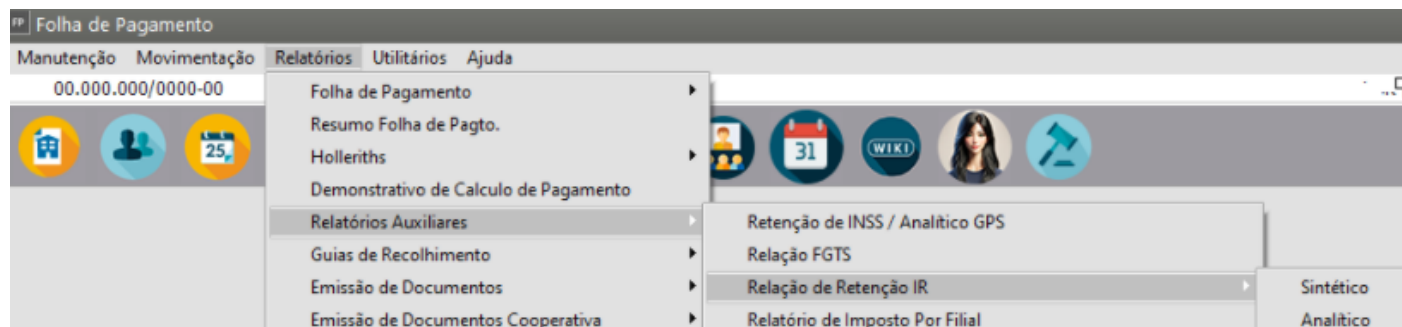 FP Folha de Pagamento
Manutenção Movimentação Relatórios Utilitários Ajuda
00.000.000/0000-00
Folha de Pagamento
Resumo Folha de Pagto.
Holleriths
Demonstrativo de Calculo de Pagamento
Relatórios Auxiliares
Guias de Recolhimento
Emissão de Documentos
Emissão de Documentos Cooperativa
25
31
WIKI
Retenção de INSS / Analítico GPS
Relação FGTS
Relação de Retenção IR
Relatório de Imposto Por Filial
Sintético
Analítico